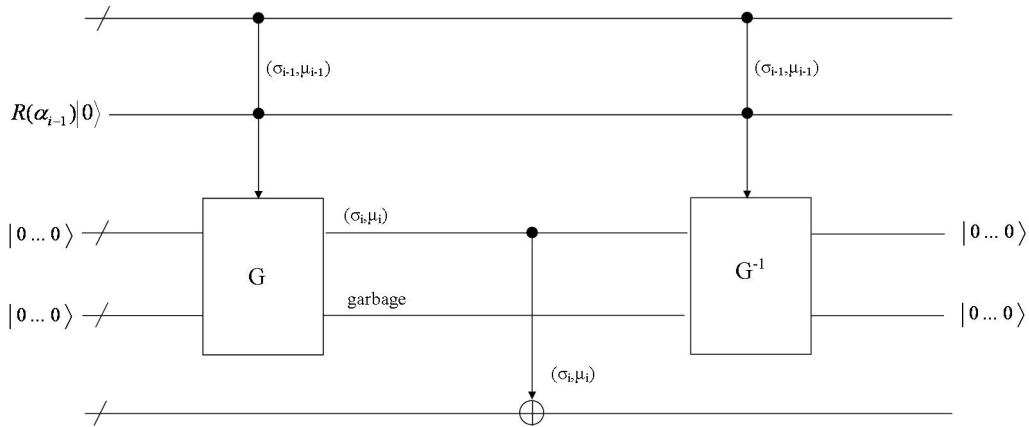 (σᵢ₋₁,μᵢ₋₁) (σᵢ₋₁,μᵢ₋₁)
R(αᵢ₋₁)|0⟩
(σᵢ,μᵢ)
|0...0⟩ |0...0⟩
G G⁻¹
garbage
|0...0⟩ |0...0⟩
(σᵢ,μᵢ)